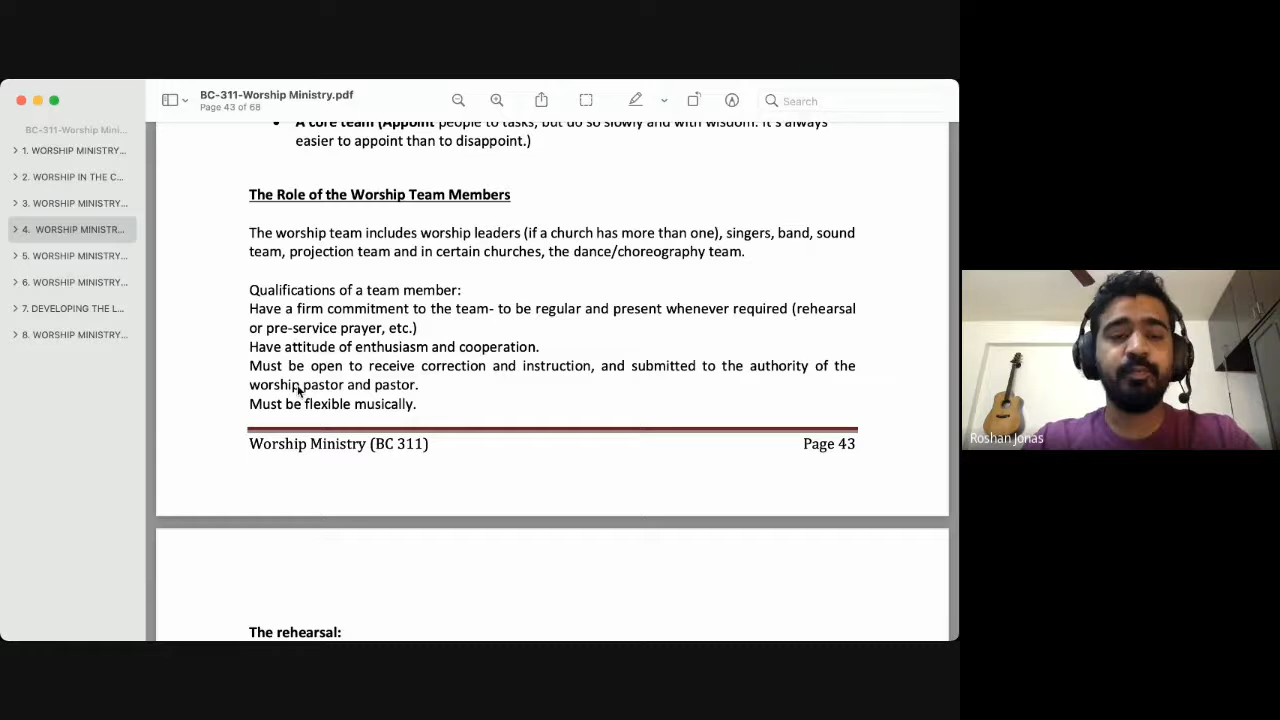 BC-311-Worship Ministry.pdf
Page 43 of 68
Search
BC-311-Worship Mini...
1. WORSHIP MINISTRY...
2. WORSHIP IN THE C...
3. WORSHIP MINISTRY...
4. WORSHIP MINISTR...
5. WORSHIP MINISTRY...
6. WORSHIP MINISTRY...
7. DEVELOPING THE L...
8. WORSHIP MINISTRY...
• A core team (Appoint people to tasks, but do so slowly and with wisdom. It's always
easier to appoint than to disappoint.)
The Role of the Worship Team Members
The worship team includes worship leaders (if a church has more than one), singers, band, sound
team, projection team and in certain churches, the dance/choreography team.
Qualifications of a team member:
Have a firm commitment to the team- to be regular and present whenever required (rehearsal
or pre-service prayer, etc.)
Have attitude of enthusiasm and cooperation.
Must be open to receive correction and instruction, and submitted to the authority of the
worship pastor and pastor.
Must be flexible musically.
Worship Ministry (BC 311)
Page 43
The rehearsal:
Roshan Jonas